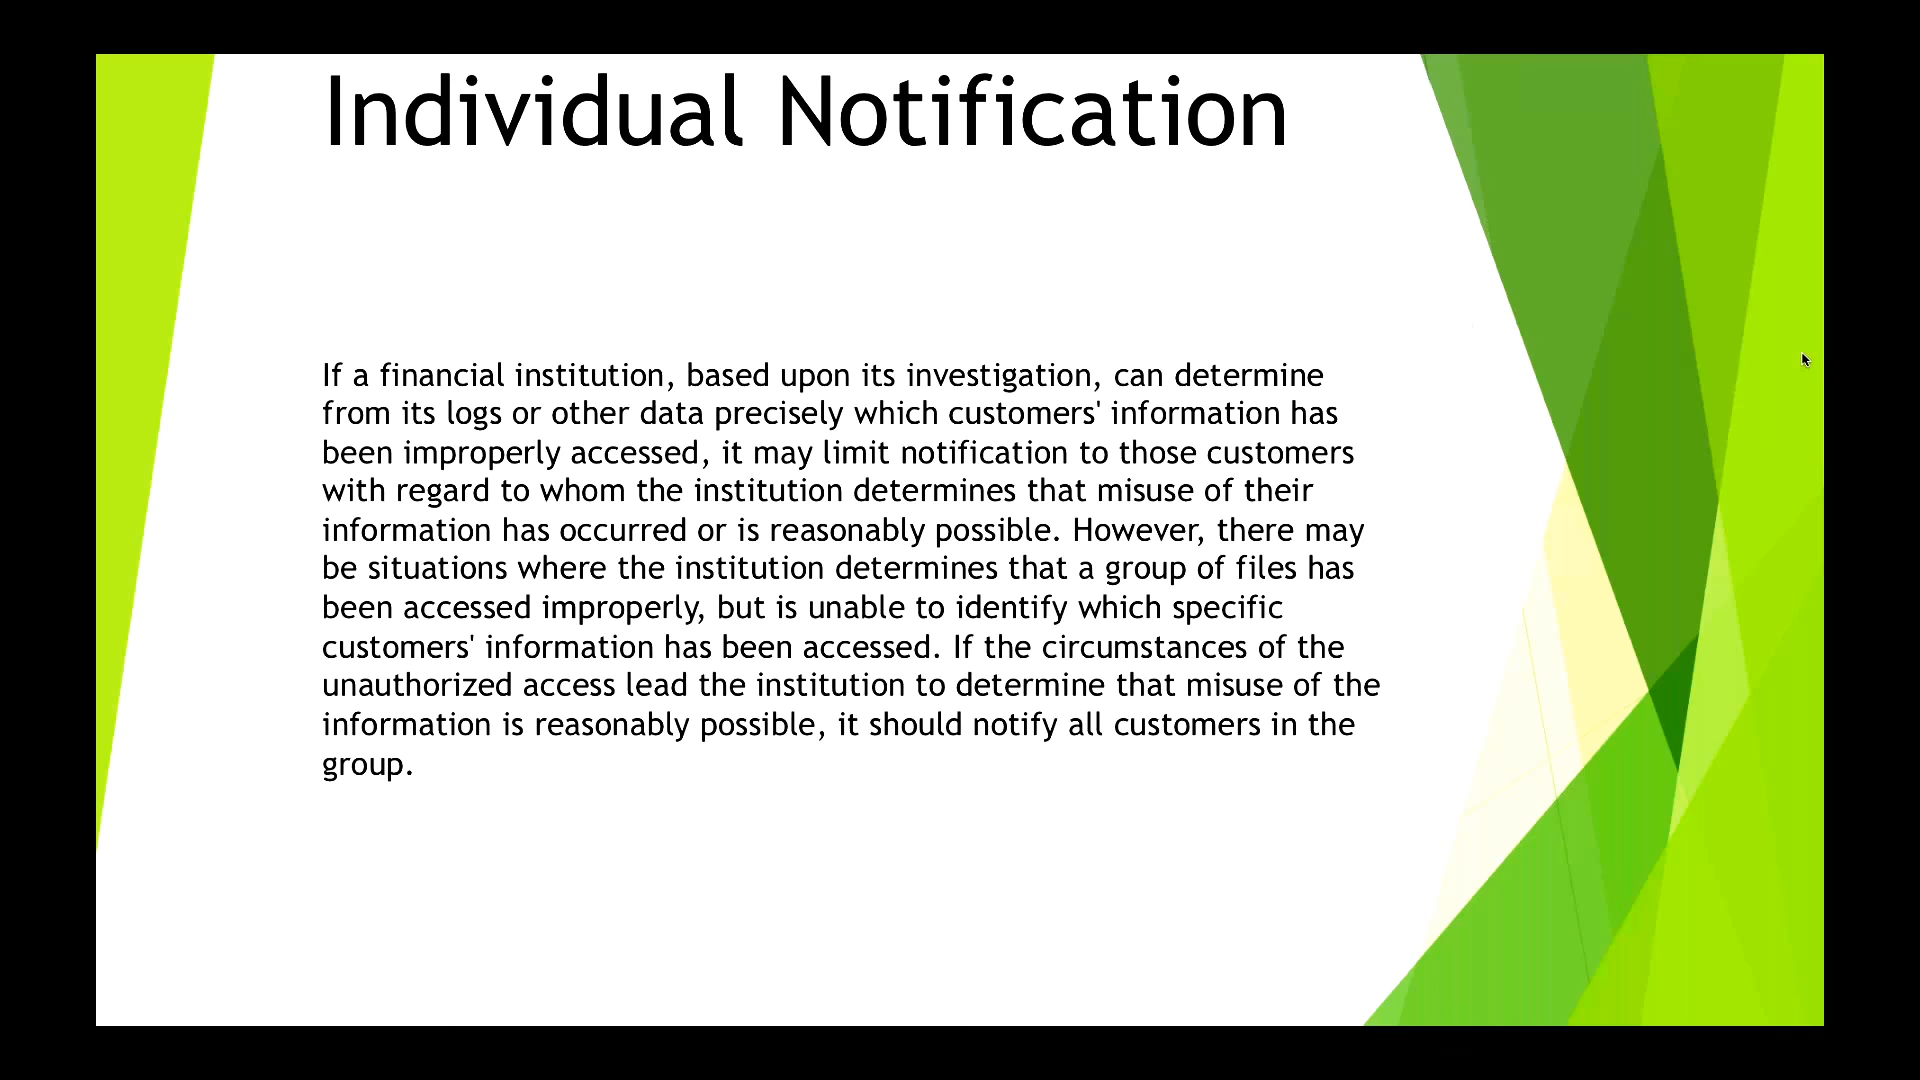 Individual Notification
If a financial institution, based upon its investigation, can determine
from its logs or other data precisely which customers' information has
been improperly accessed, it may limit notification to those customers
with regard to whom the institution determines that misuse of their
information has occurred or is reasonably possible. However, there may
be situations where the institution determines that a group of files has
been accessed improperly, but is unable to identify which specific
customers' information has been accessed. If the circumstances of the
unauthorized access lead the institution to determine that misuse of the
information is reasonably possible, it should notify all customers in the
group.